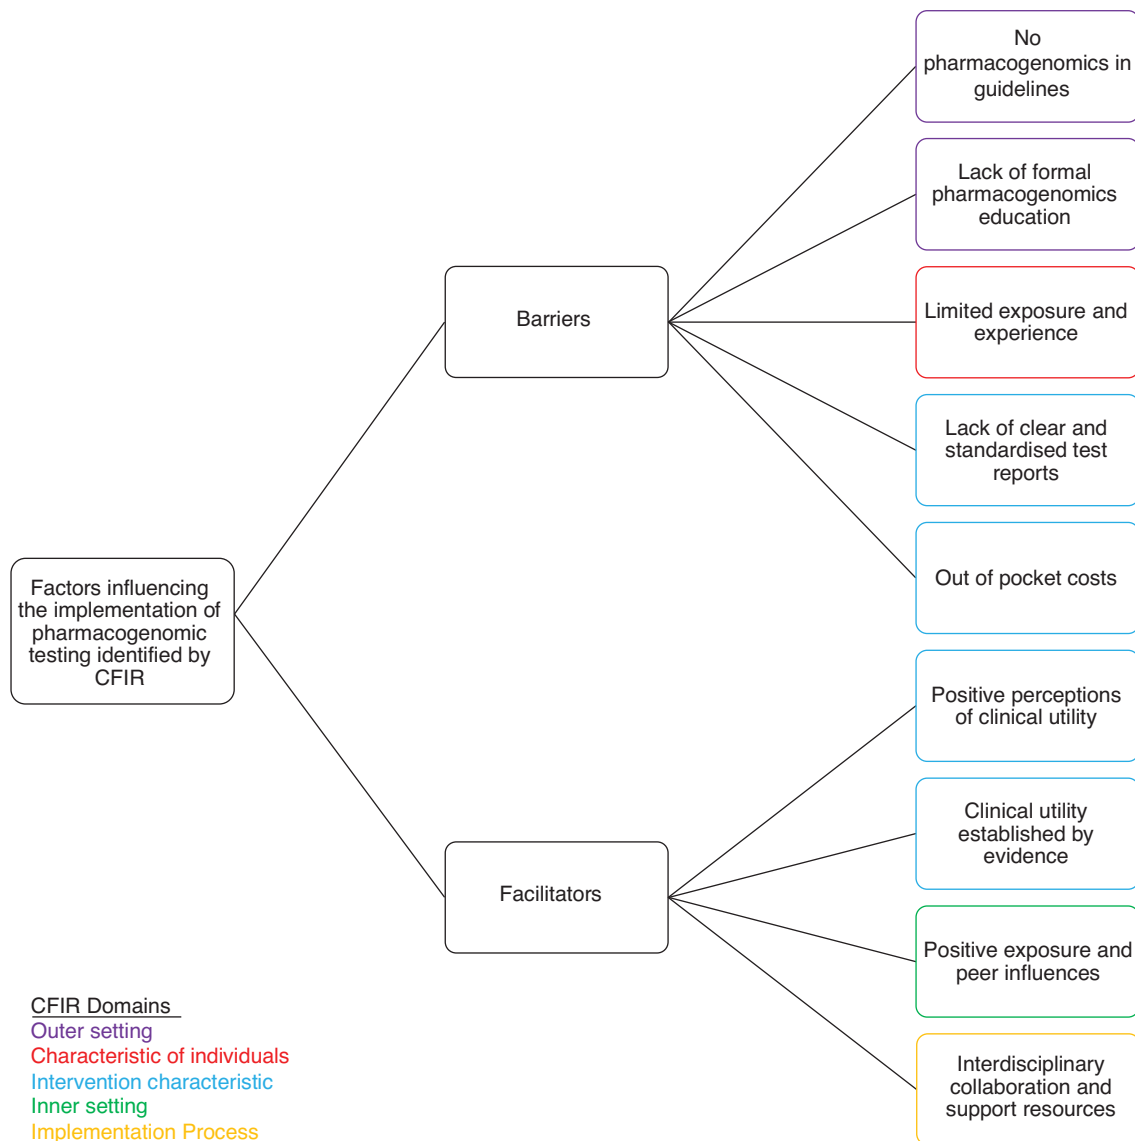 No
pharmacogenomics in
guidelines
Lack of formal
pharmacogenomics
education
Barriers
Limited exposure and
experience
Lack of clear and
standardised test
reports
Out of pocket costs
Factors influencing
the implementation of
pharmacogenomic
testing identified by
CFIR
Positive perceptions
of clinical utility
Clinical utility
established by
evidence
Facilitators
Positive exposure and
peer influences
Interdisciplinary
collaboration and
support resources
CFIR Domains
Outer setting
Characteristic of individuals
Intervention characteristic
Inner setting
Implementation Process